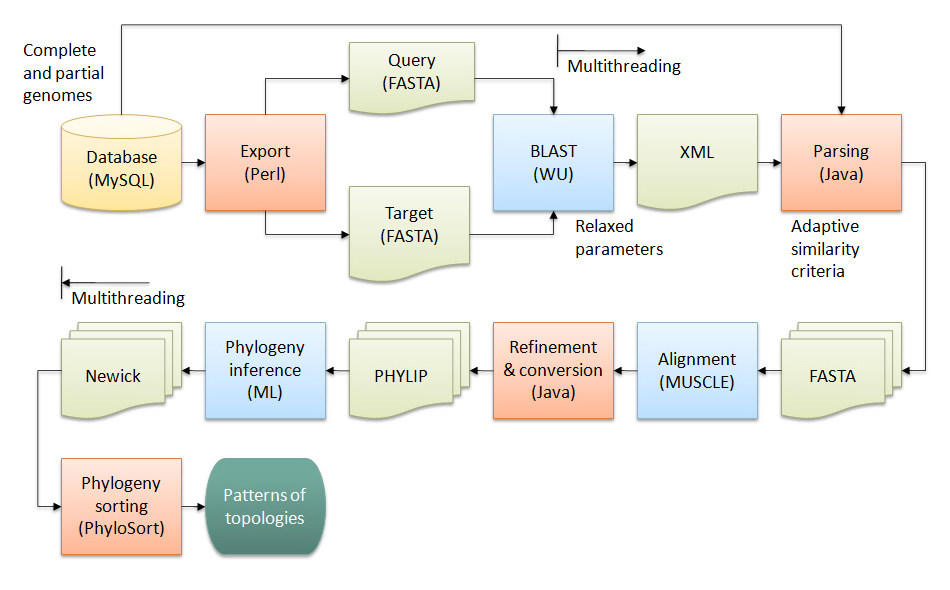 Complete
and partial
genomes
Query
(FASTA)
Multithreading
Database
(MySQL)
Export
(Perl)
BLAST
(WU)
XML
Parsing
(Java)
Target
(FASTA)
Relaxed
parameters
Adaptive
similarity
criteria
Multithreading
Newick
Phylogeny
inference
(ML)
PHYLIP
Refinement
& conversion
(Java)
Alignment
(MUSCLE)
FASTA
Phylogeny
sorting
(PhyloSort)
Patterns of
topologies